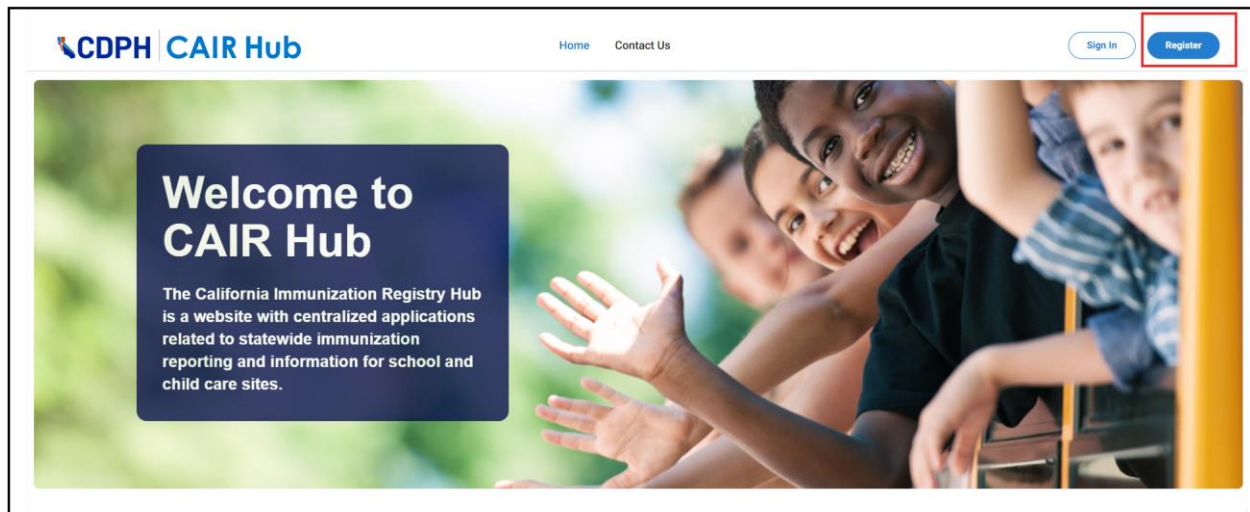 CDPH CAIR Hub
Home Contact Us
Sign In Register
Welcome to
CAIR Hub
The California Immunization Registry Hub
is a website with centralized applications
related to statewide immunization
reporting and information for school and
child care sites.